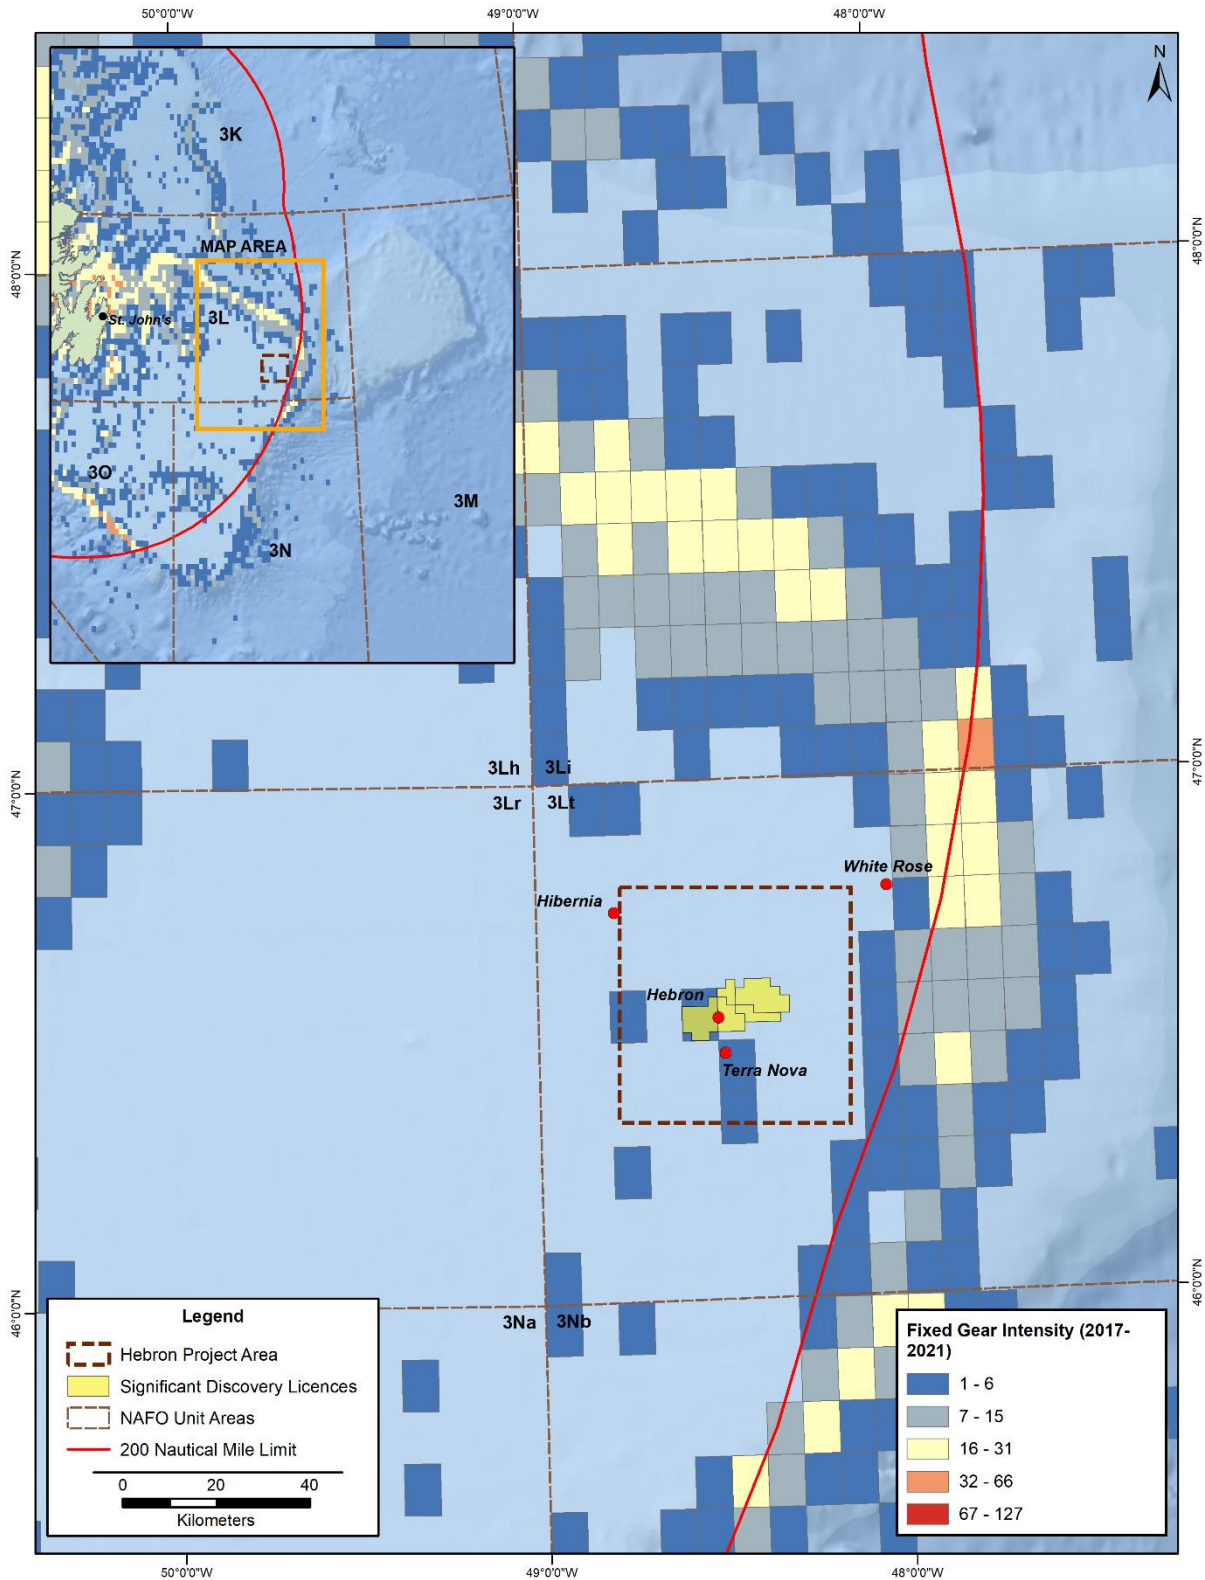 50°0'0"W
49°0'0"W
48°0'0"W
N
3K
MAP AREA
48°0'0"N
48°0'0"N
3L
St. John's
3O
3M
3N
3Lh
3Li
47°0'0"N
47°0'0"N
3Lr
3Lt
White Rose
Hibernia
Hebron
Terra Nova
46°0'0"N
46°0'0"N
3Na
3Nb
Legend
Hebron Project Area
Significant Discovery Licences
NAFO Unit Areas
200 Nautical Mile Limit
0 20 40
Kilometers
Fixed Gear Intensity (2017-
2021)
1 - 6
7 - 15
16 - 31
32 - 66
67 - 127
50°0'0"W
49°0'0"W
48°0'0"W